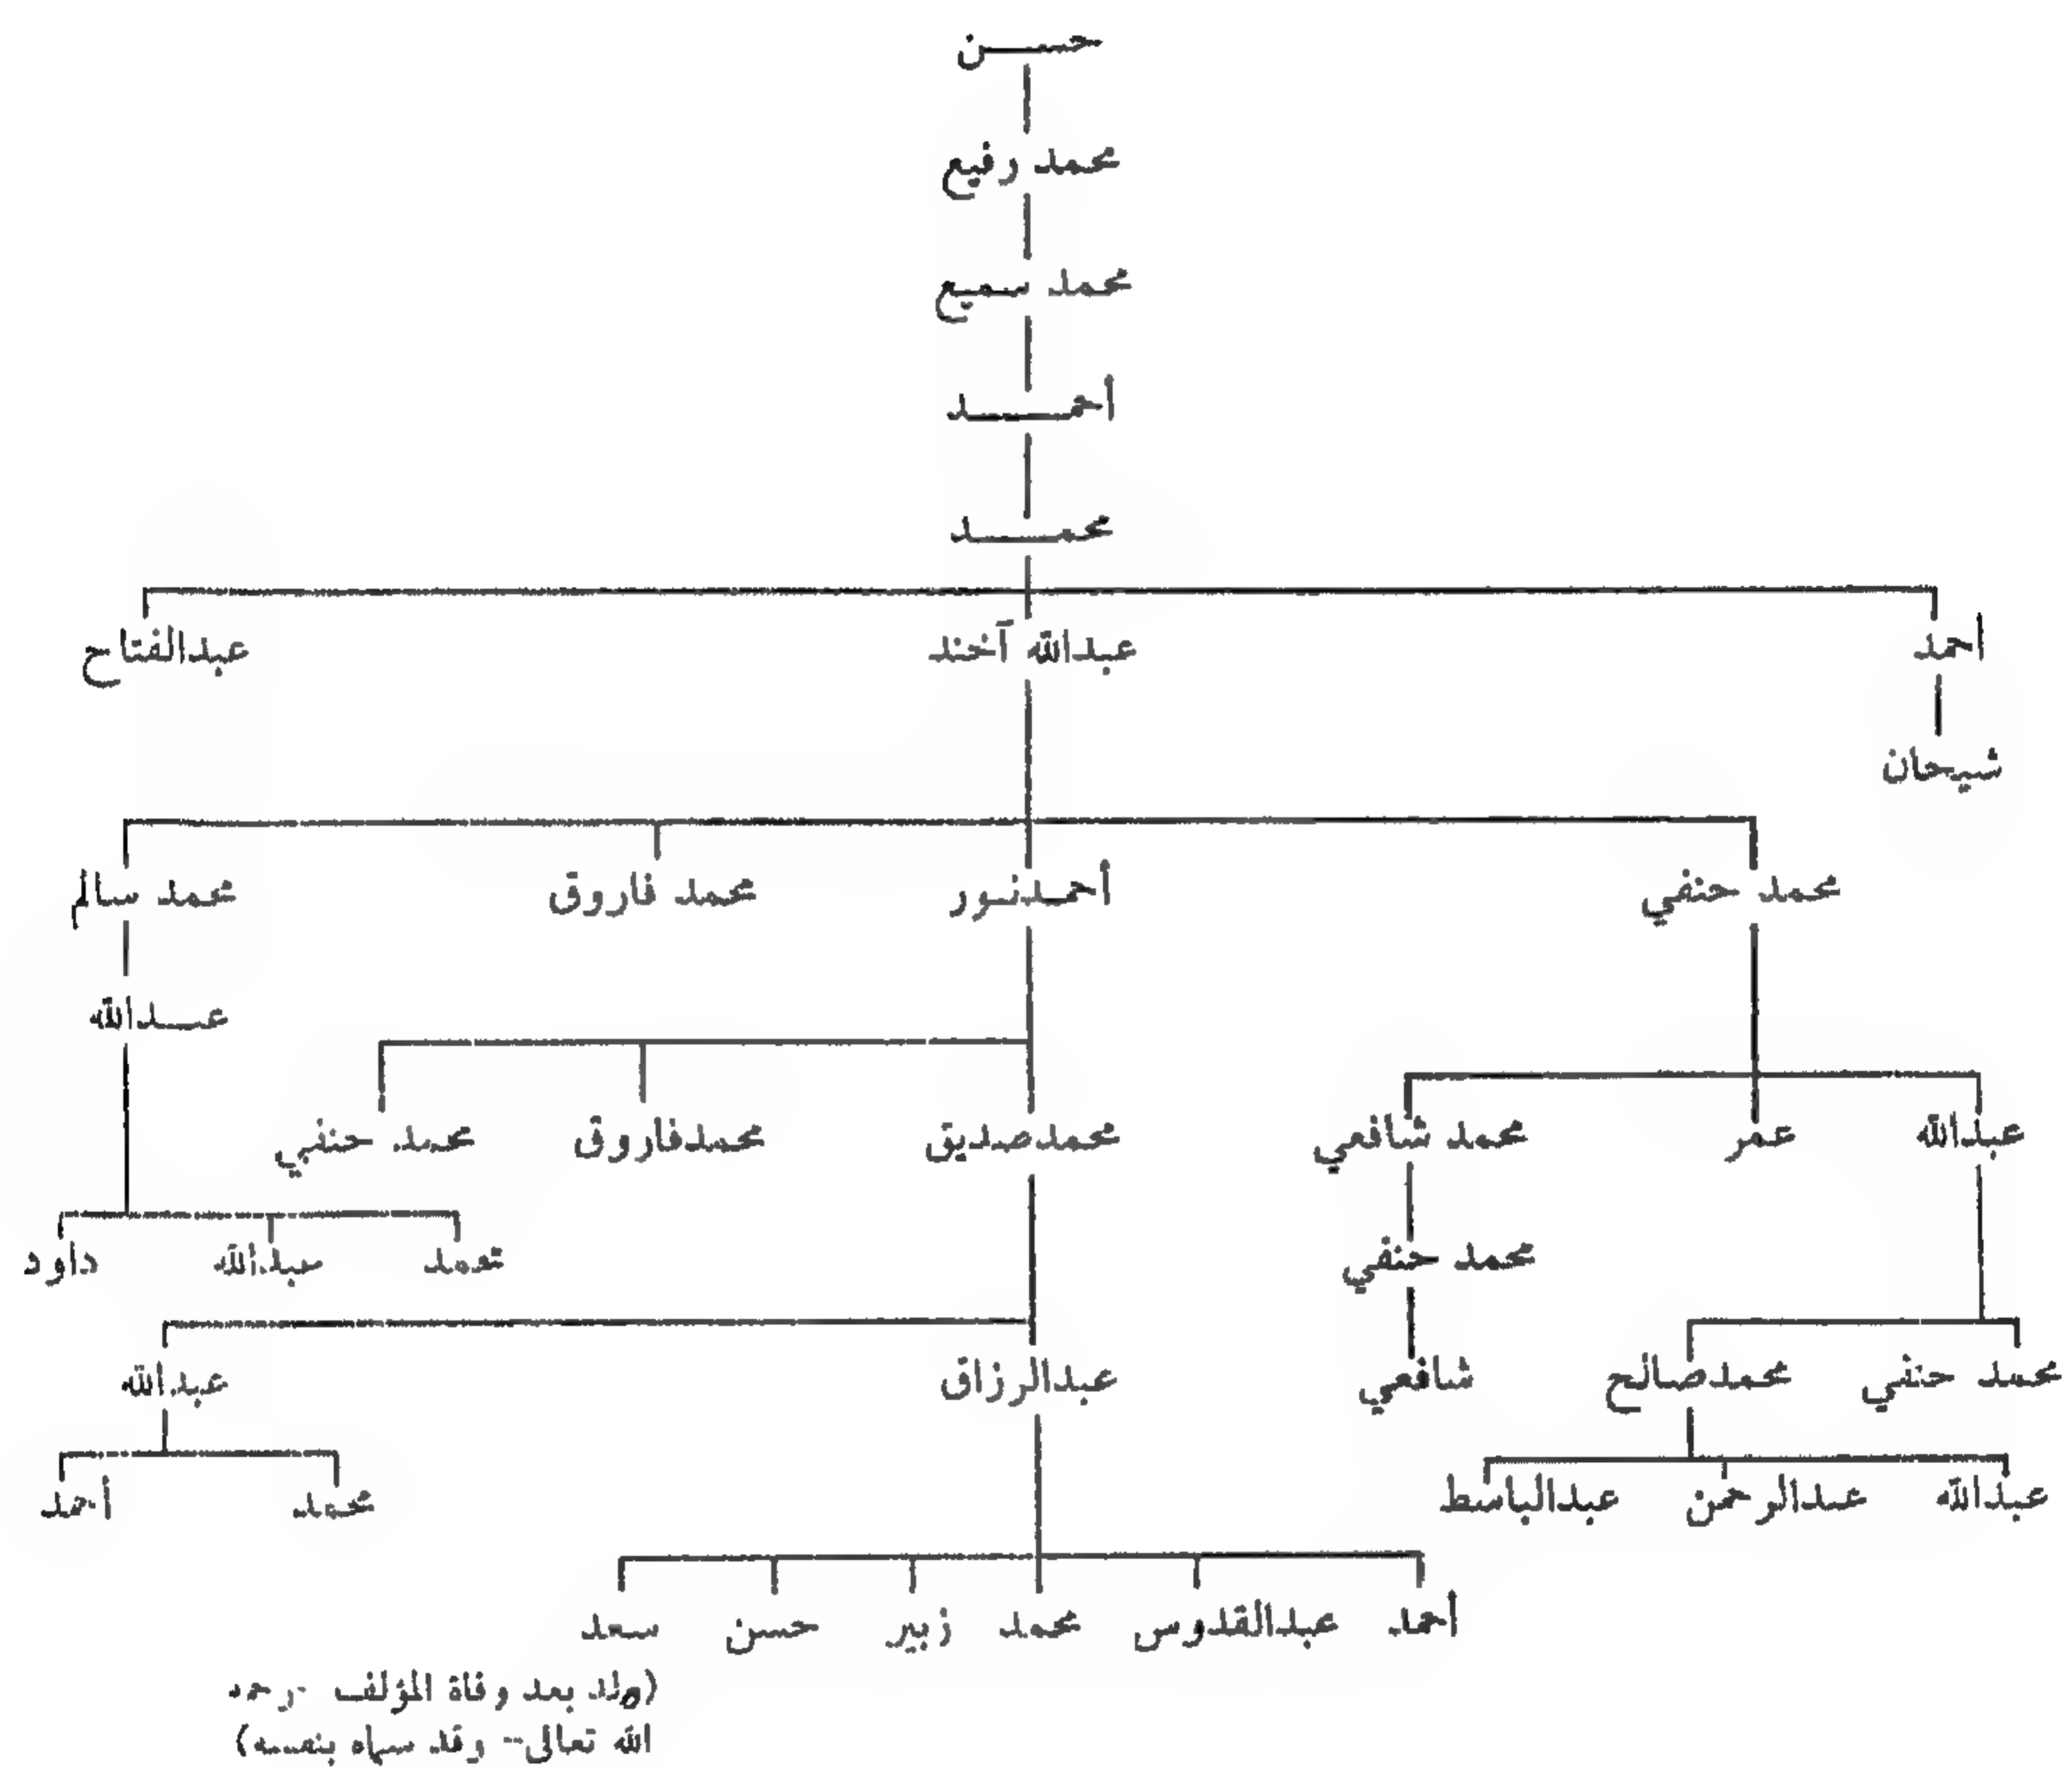 حسن
محمد رفيع
محمد سميع
أحمد
محمد
أحمد عبدالله آخند عبدالفتاح
شيحان
محمد حنفي أحمدنور محمد فاروق محمد سالم
عبدالله
عبدالله عمر محمد شافعي محمدصديق محمدفاروق محمد حنفي
محمد حنفي محمد عبدالله داود
محمد حنفي محمدصالح شافعي عبدالرزاق عبدالله
عبدالله عبدالرحمن عبدالباسط محمد أحمد
أحمد عبدالقدوس محمد زبير حسن سعد
(ولد بعد وفاة المؤلف -رحمه
الله تعالى- وقد سماه بنفسه)